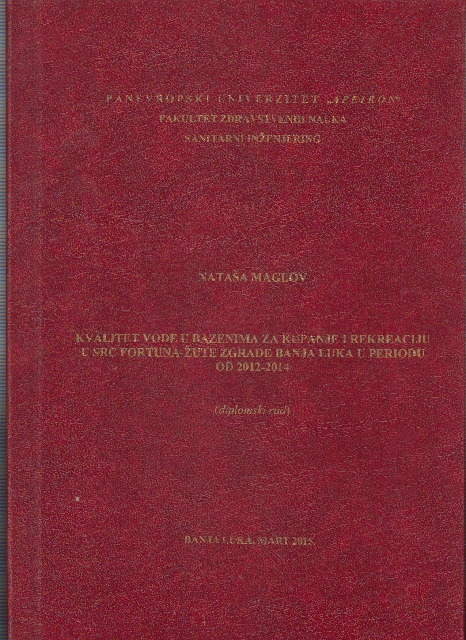 PANEVROPSKI UNIVERZITET „APEIRON“
FAKULTET ZDRAVSTVENIH NAUKA
SANITARNI INŽENJERING
NATAŠA MAGLOV
KVALITET VODE U BAZENIMA ZA KUPANJE I REKREACIJU
U SRC FORTUNA-ŽUTE ZGRADE BANJA LUKA U PERIODU
OD 2012-2014
(diplomski rad)
BANJA LUKA, MART 2015.